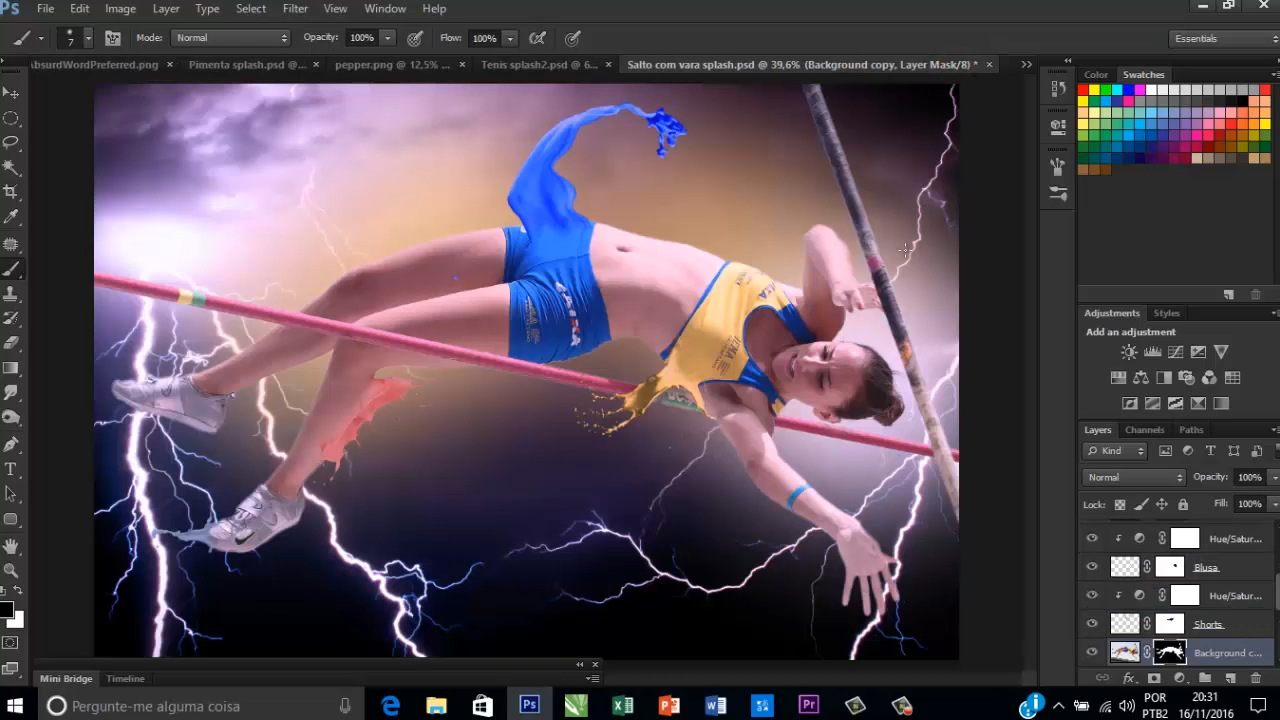 Ps File Edit Image Layer Type Select Filter View Window Help
7 Mode: Normal Opacity: 100% Flow: 100% Essentials
AbsurdWordPreferred.png × Pimenta splash.psd @... × pepper.png @ 12,5% ... × Tenis splash2.psd @ 6... × Salto com vara splash.psd @ 39,6% (Background copy, Layer Mask/8) * ×
Color Swatches
Adjustments Styles
Add an adjustment
Layers Channels Paths
Kind
Normal Opacity: 100%
Lock: Fill: 100%
Hue/Satur...
Blusa
Hue/Satur...
Shorts
Background c...
Mini Bridge Timeline
Pergunte-me alguma coisa
POR
PTB2
20:31
16/11/2016